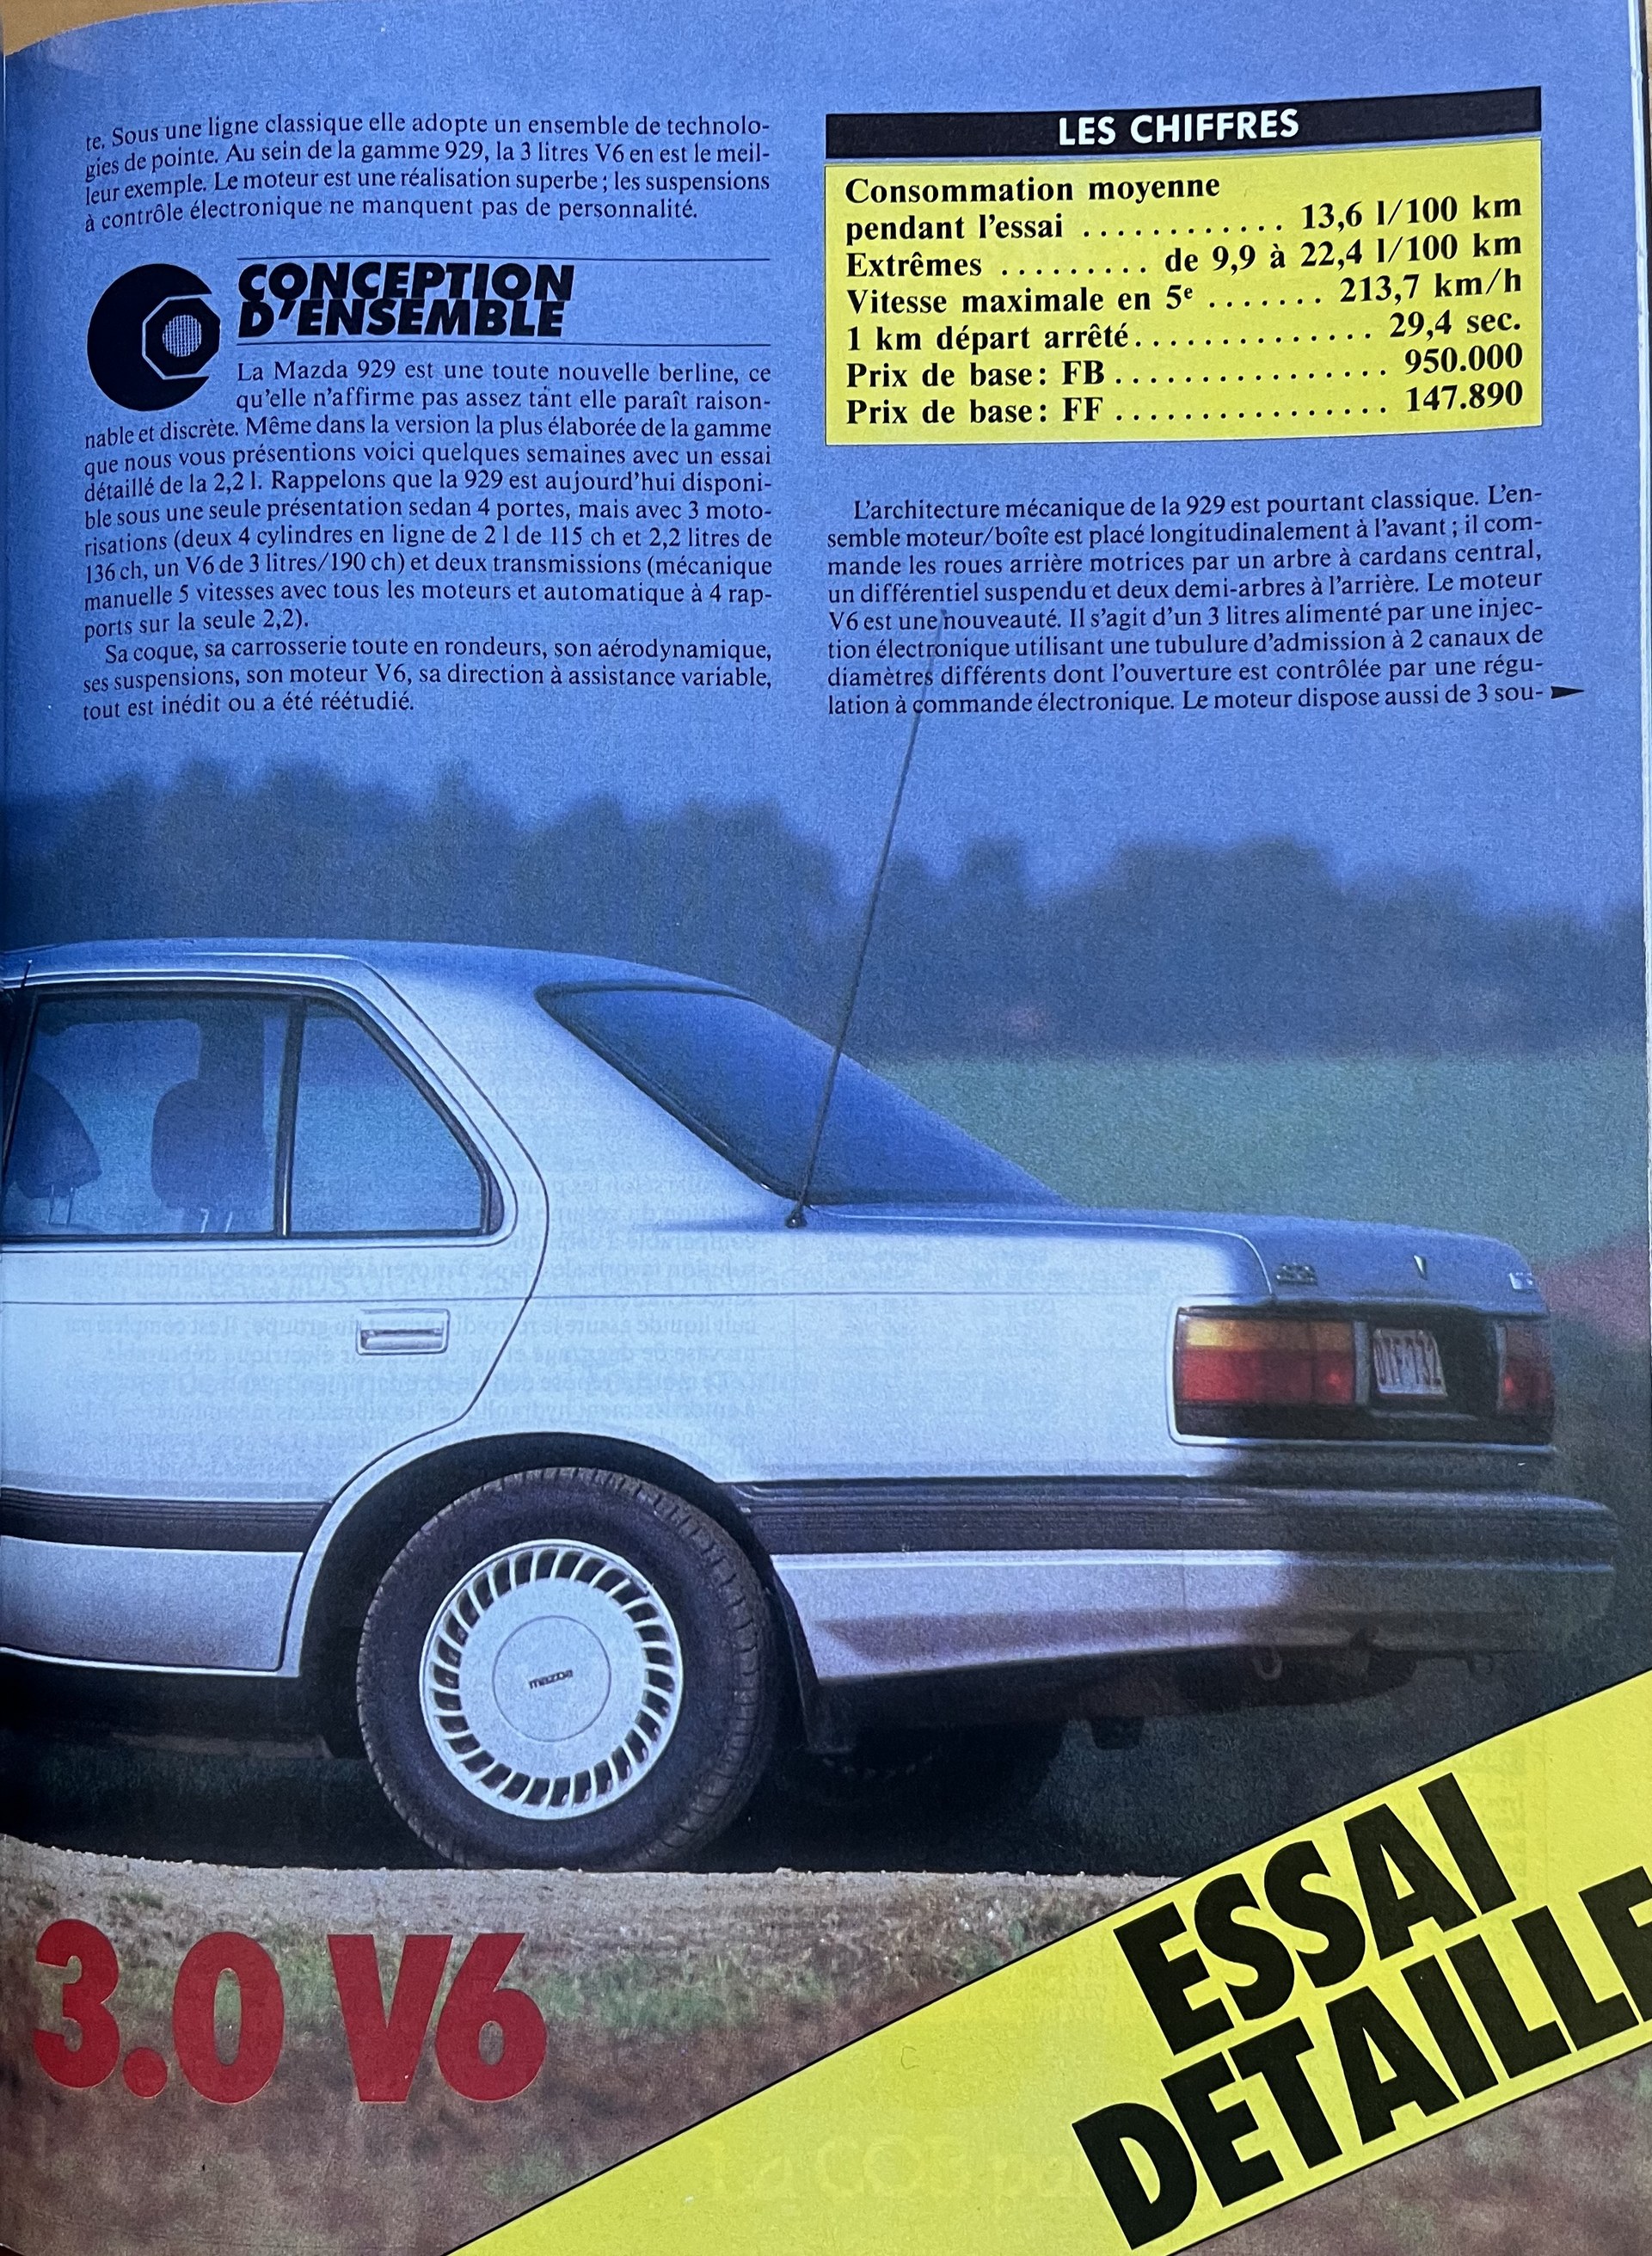 te. Sous une ligne classique elle adopte un ensemble de technolo-
gies de pointe. Au sein de la gamme 929, la 3 litres V6 en est le meil-
leur exemple. Le moteur est une réalisation superbe ; les suspensions
à contrôle électronique ne manquent pas de personnalité.
CONCEPTION
D'ENSEMBLE
La Mazda 929 est une toute nouvelle berline, ce
qu'elle n'affirme pas assez tant elle paraît raison-
nable et discrète. Même dans la version la plus élaborée de la gamme
que nous vous présentions voici quelques semaines avec un essai
détaillé de la 2,2 l. Rappelons que la 929 est aujourd'hui disponi-
ble sous une seule présentation sedan 4 portes, mais avec 3 moto-
risations (deux 4 cylindres en ligne de 2 l de 115 ch et 2,2 litres de
136 ch, un V6 de 3 litres/190 ch) et deux transmissions (mécanique
manuelle 5 vitesses avec tous les moteurs et automatique à 4 rap-
ports sur la seule 2,2).
Sa coque, sa carrosserie toute en rondeurs, son aérodynamique,
ses suspensions, son moteur V6, sa direction à assistance variable,
tout est inédit ou a été réétudié.
LES CHIFFRES
Consommation moyenne
pendant l'essai ............ 13,6 l/100 km
Extrêmes ......... de 9,9 à 22,4 l/100 km
Vitesse maximale en 5e ....... 213,7 km/h
1 km départ arrêté.............. 29,4 sec.
Prix de base: FB ................ 950.000
Prix de base: FF ................ 147.890
L'architecture mécanique de la 929 est pourtant classique. L'en-
semble moteur/boîte est placé longitudinalement à l'avant ; il com-
mande les roues arrière motrices par un arbre à cardans central,
un différentiel suspendu et deux demi-arbres à l'arrière. Le moteur
V6 est une nouveauté. Il s'agit d'un 3 litres alimenté par une injec-
tion électronique utilisant une tubulure d'admission à 2 canaux de
diamètres différents dont l'ouverture est contrôlée par une régu-
lation à commande électronique. Le moteur dispose aussi de 3 sou-
mazda
3.0 V6
ESSAI
DETAILLE